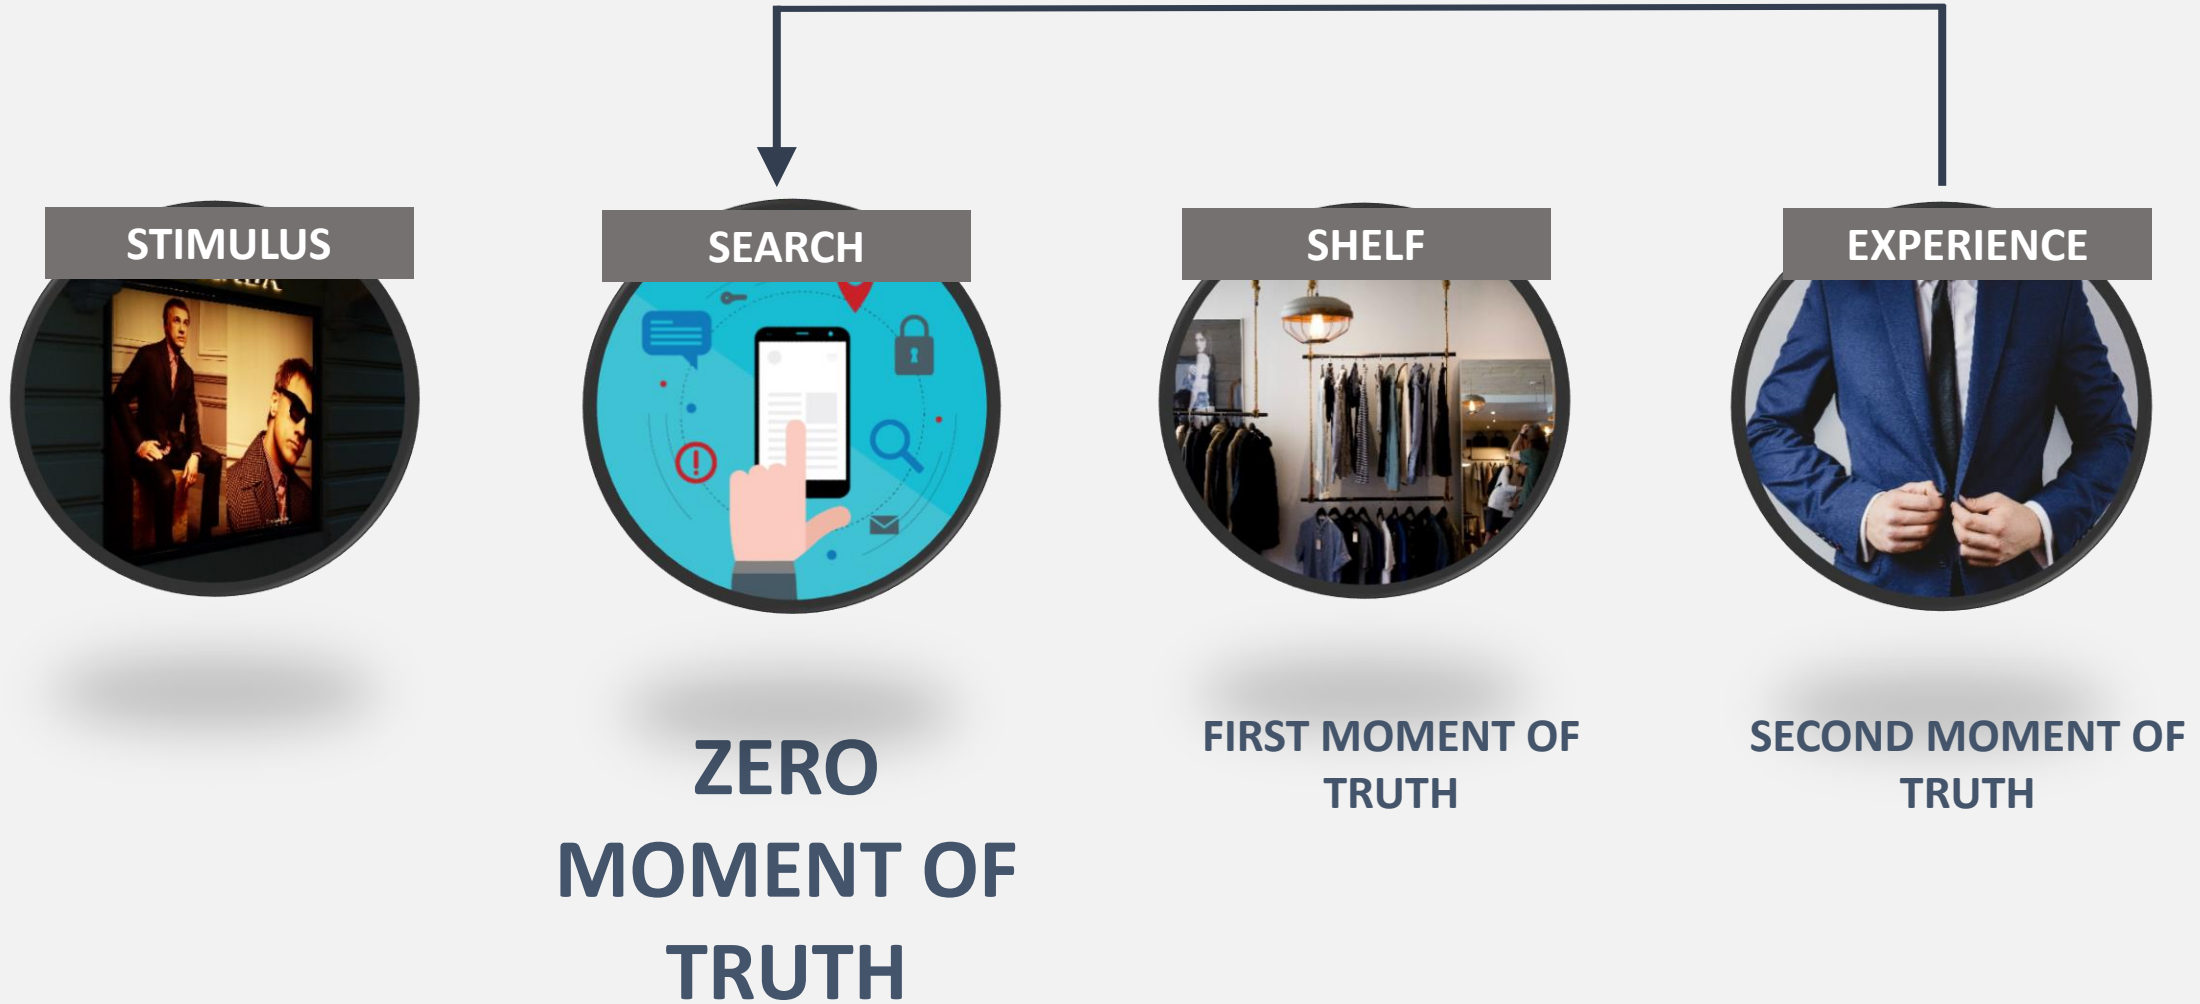 STIMULUS
SEARCH
SHELF
EXPERIENCE
ZERO
MOMENT OF
TRUTH
FIRST MOMENT OF
TRUTH
SECOND MOMENT OF
TRUTH